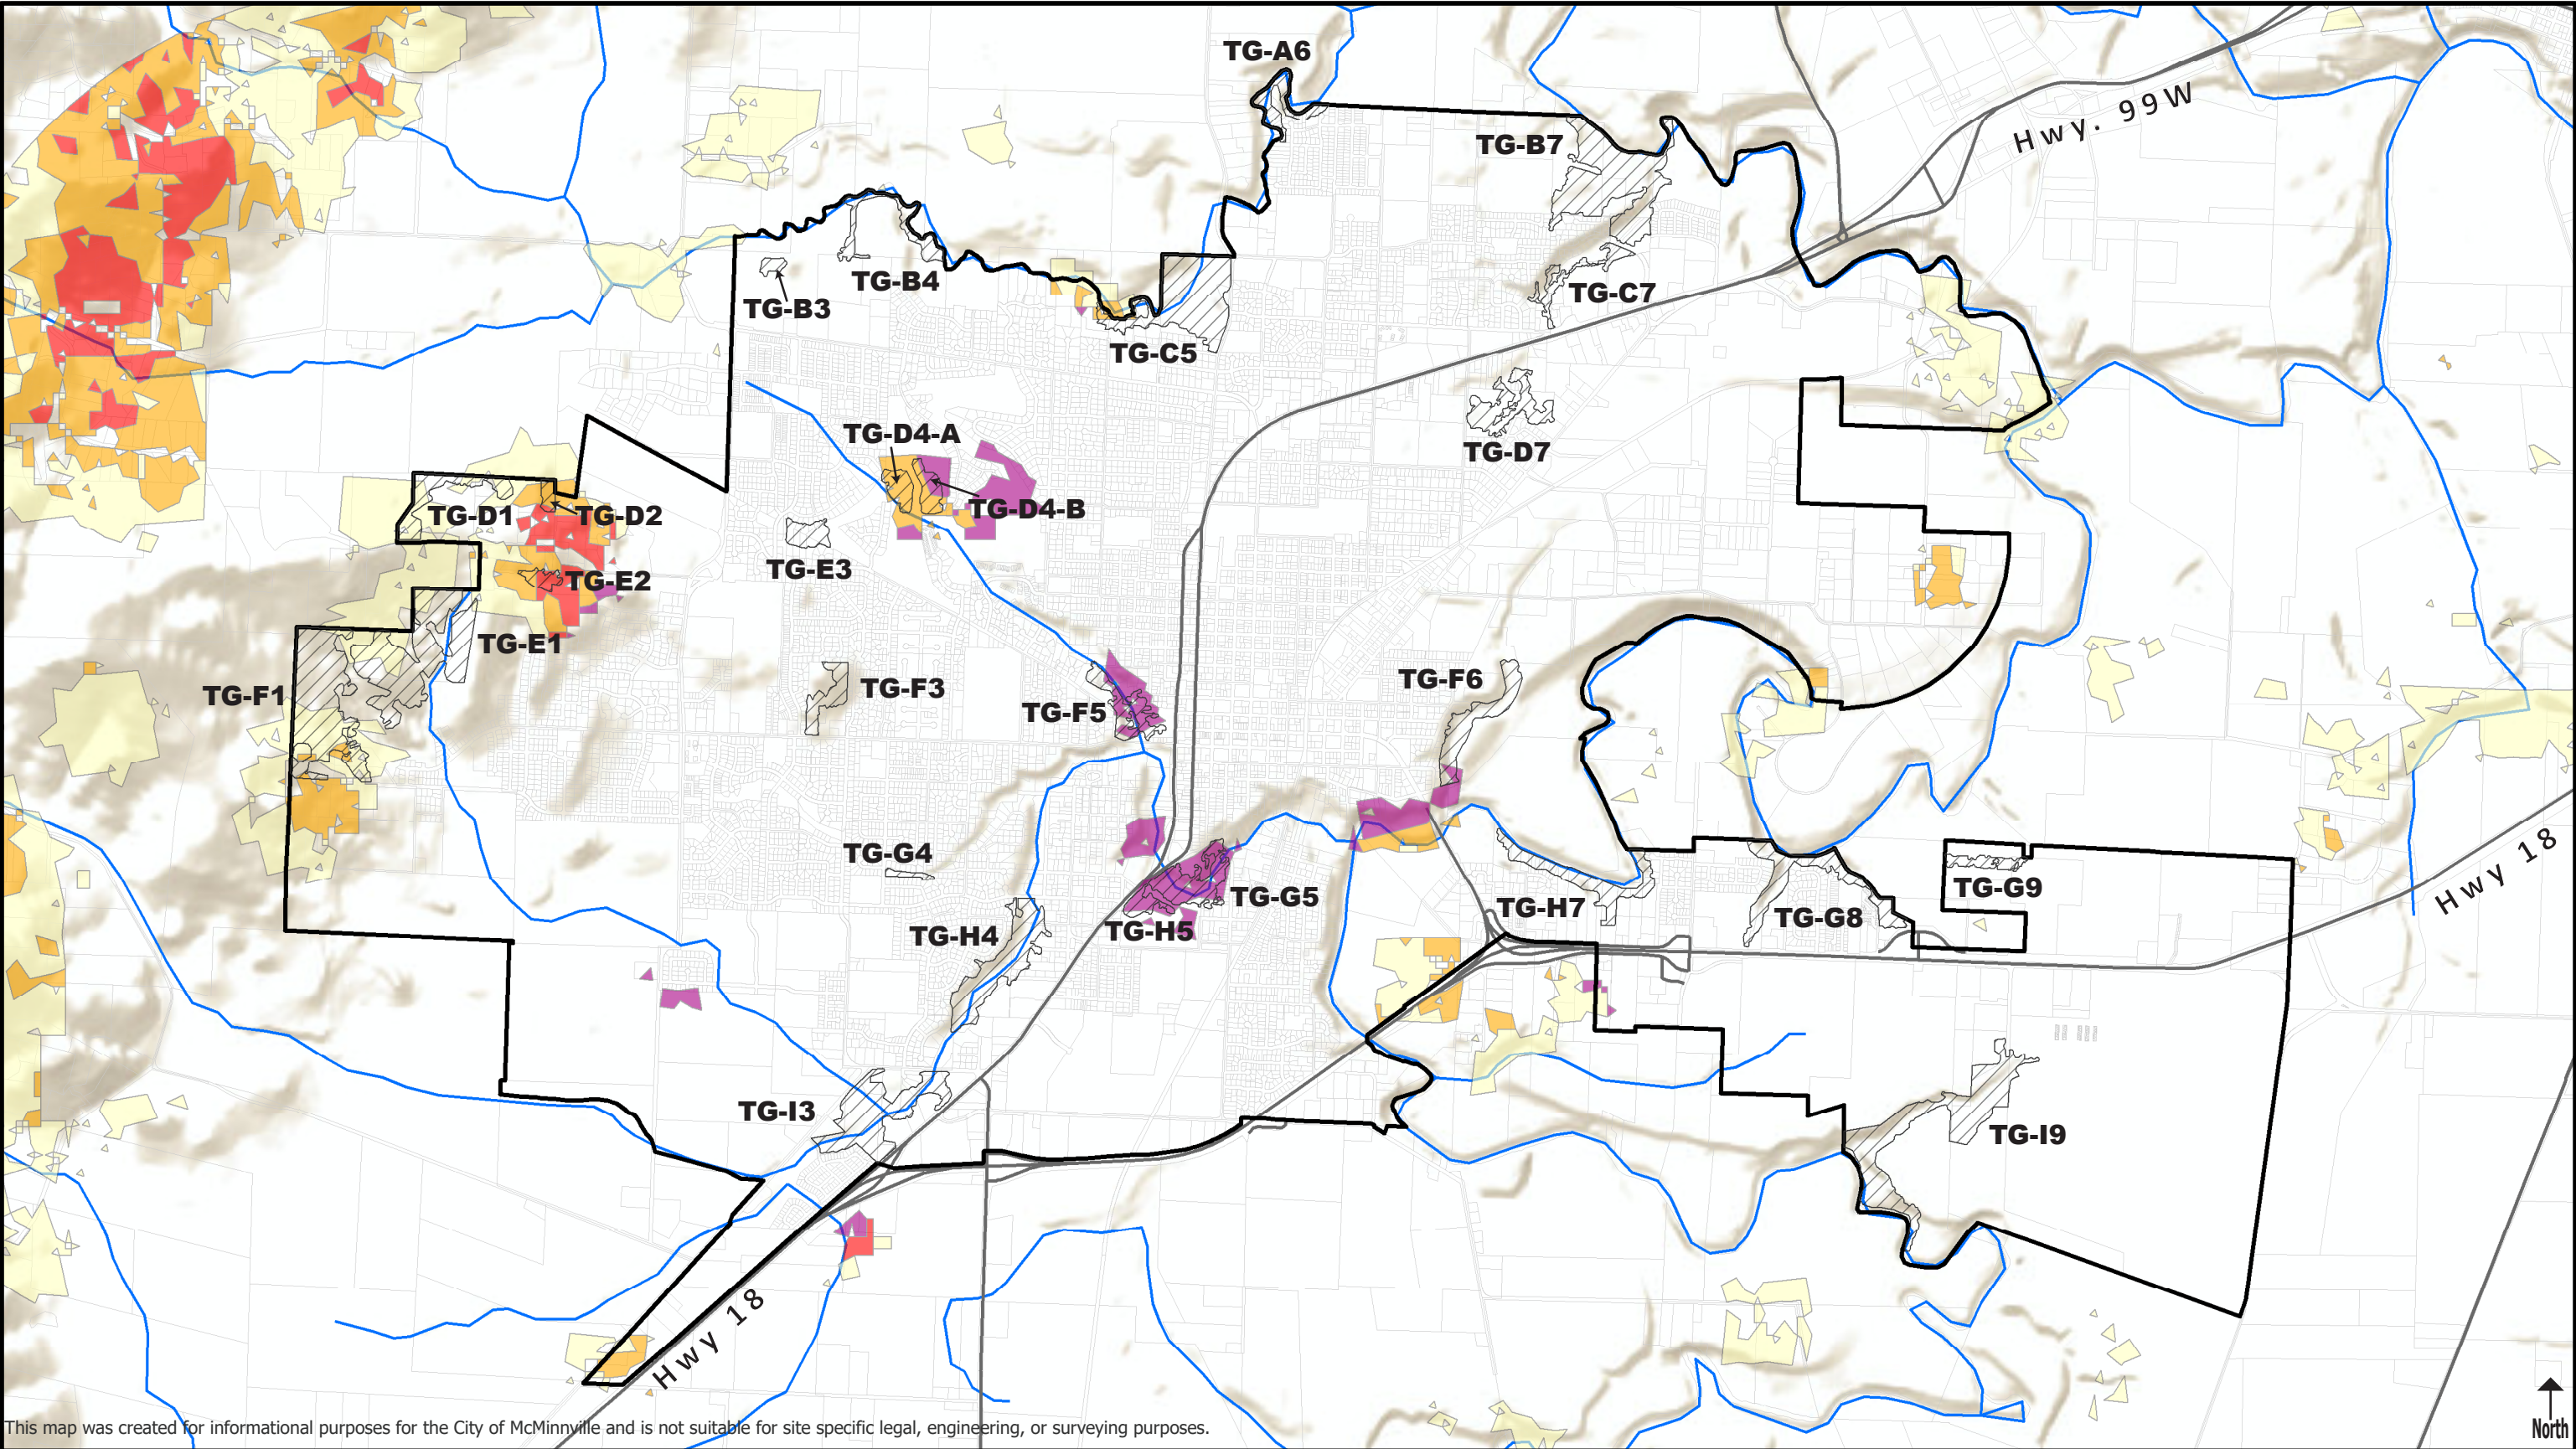 TG-A6
Hwy. 99W
TG-B7
TG-B4
TG-B3
TG-C7
TG-C5
TG-D4-A
TG-D7
TG-D4-B
TG-D1
TG-D2
TG-E3
TG-E2
TG-E1
TG-F1
TG-F3
TG-F6
TG-F5
TG-G4
TG-G9
TG-G5
TG-H7
TG-G8
TG-H5
TG-H4
Hwy 18
TG-I3
TG-I9
Hwy 18
This map was created for informational purposes for the City of McMinnville and is not suitable for site specific legal, engineering, or surveying purposes.
North